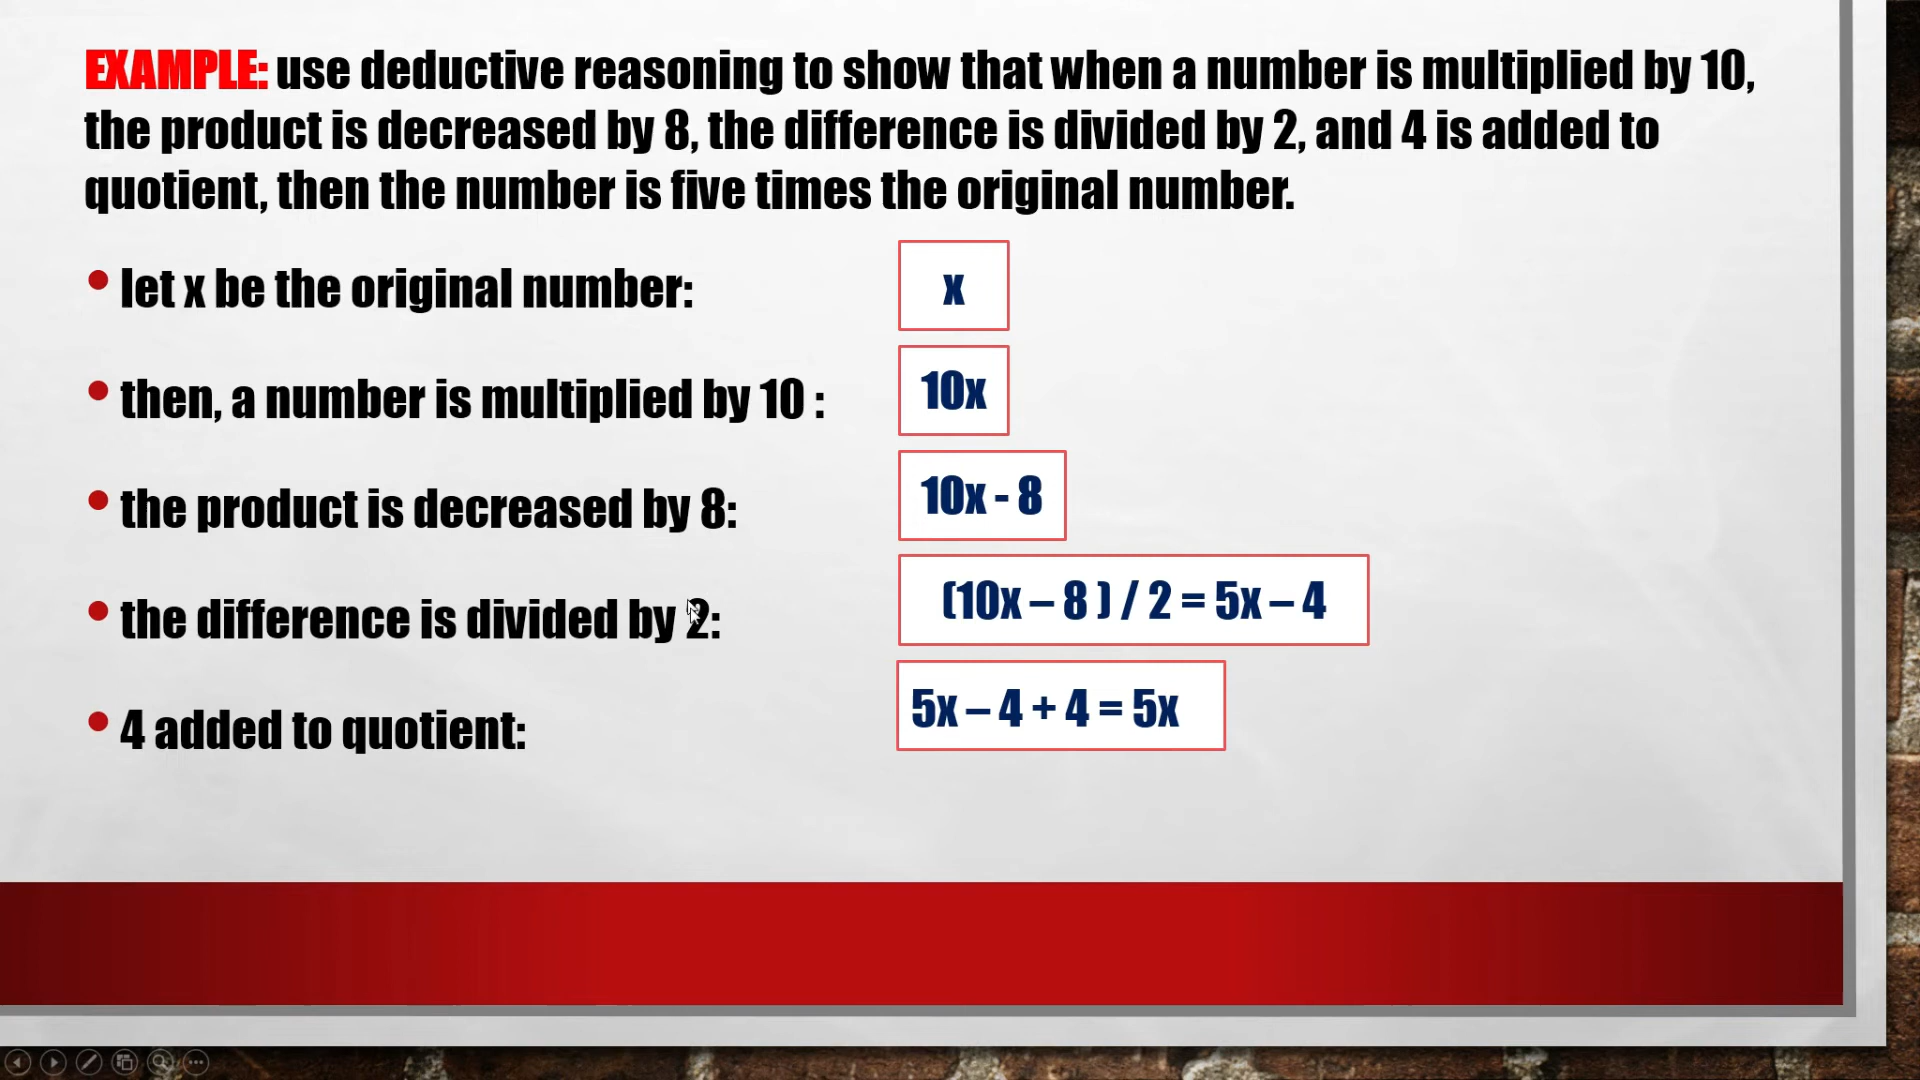 EXAMPLE: use deductive reasoning to show that when a number is multiplied by 10,
the product is decreased by 8, the difference is divided by 2, and 4 is added to
quotient, then the number is five times the original number.
• let x be the original number:
x
• then, a number is multiplied by 10 :
10x
• the product is decreased by 8:
10x - 8
• the difference is divided by 2:
(10x – 8 ) / 2 = 5x – 4
• 4 added to quotient:
5x – 4 + 4 = 5x